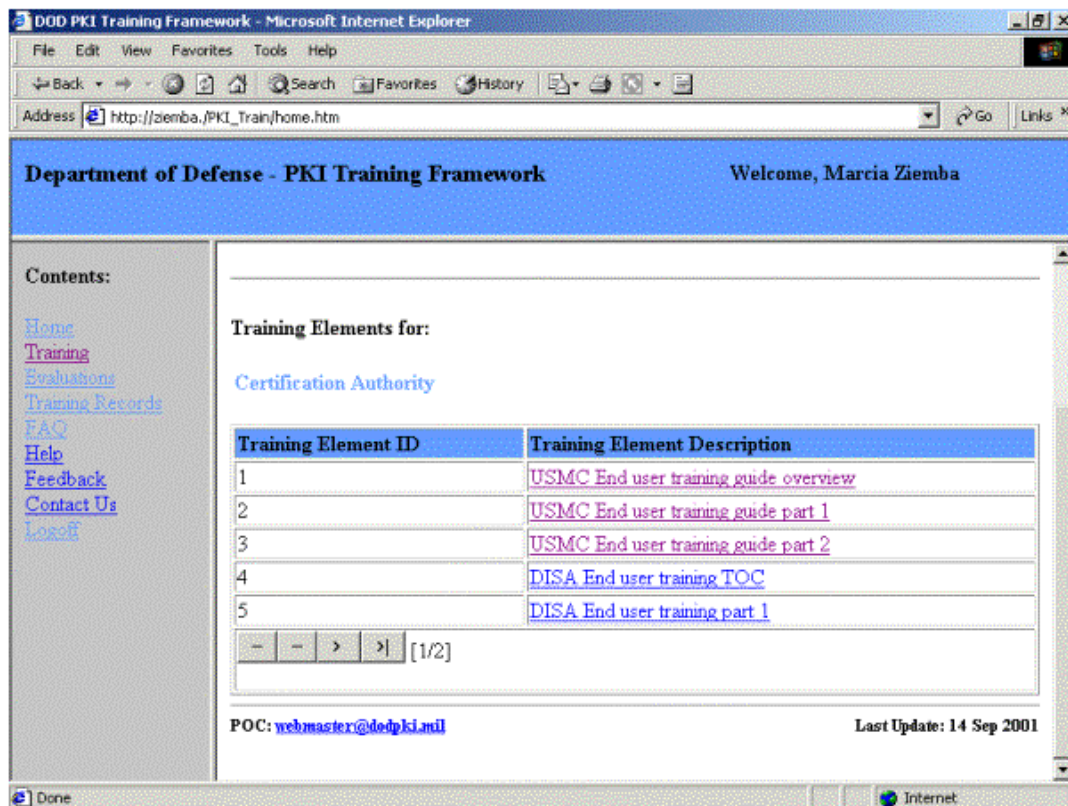 DOD PKI Training Framework - Microsoft Internet Explorer
File Edit View Favorites Tools Help
Back Search Favorites History
Address http://ziemba./PKI_Train/home.htm Go Links »
Department of Defense - PKI Training Framework Welcome, Marcia Ziemba
Contents:
Home
Training
Evaluations
Training Records
FAQ
Help
Feedback
Contact Us
Logoff
Training Elements for:
Certification Authority
Training Element ID Training Element Description
1 USMC End user training guide overview
2 USMC End user training guide part 1
3 USMC End user training guide part 2
4 DISA End user training TOC
5 DISA End user training part 1
– – > >| [1/2]
POC: webmaster@dodpki.mil Last Update: 14 Sep 2001
Done Internet